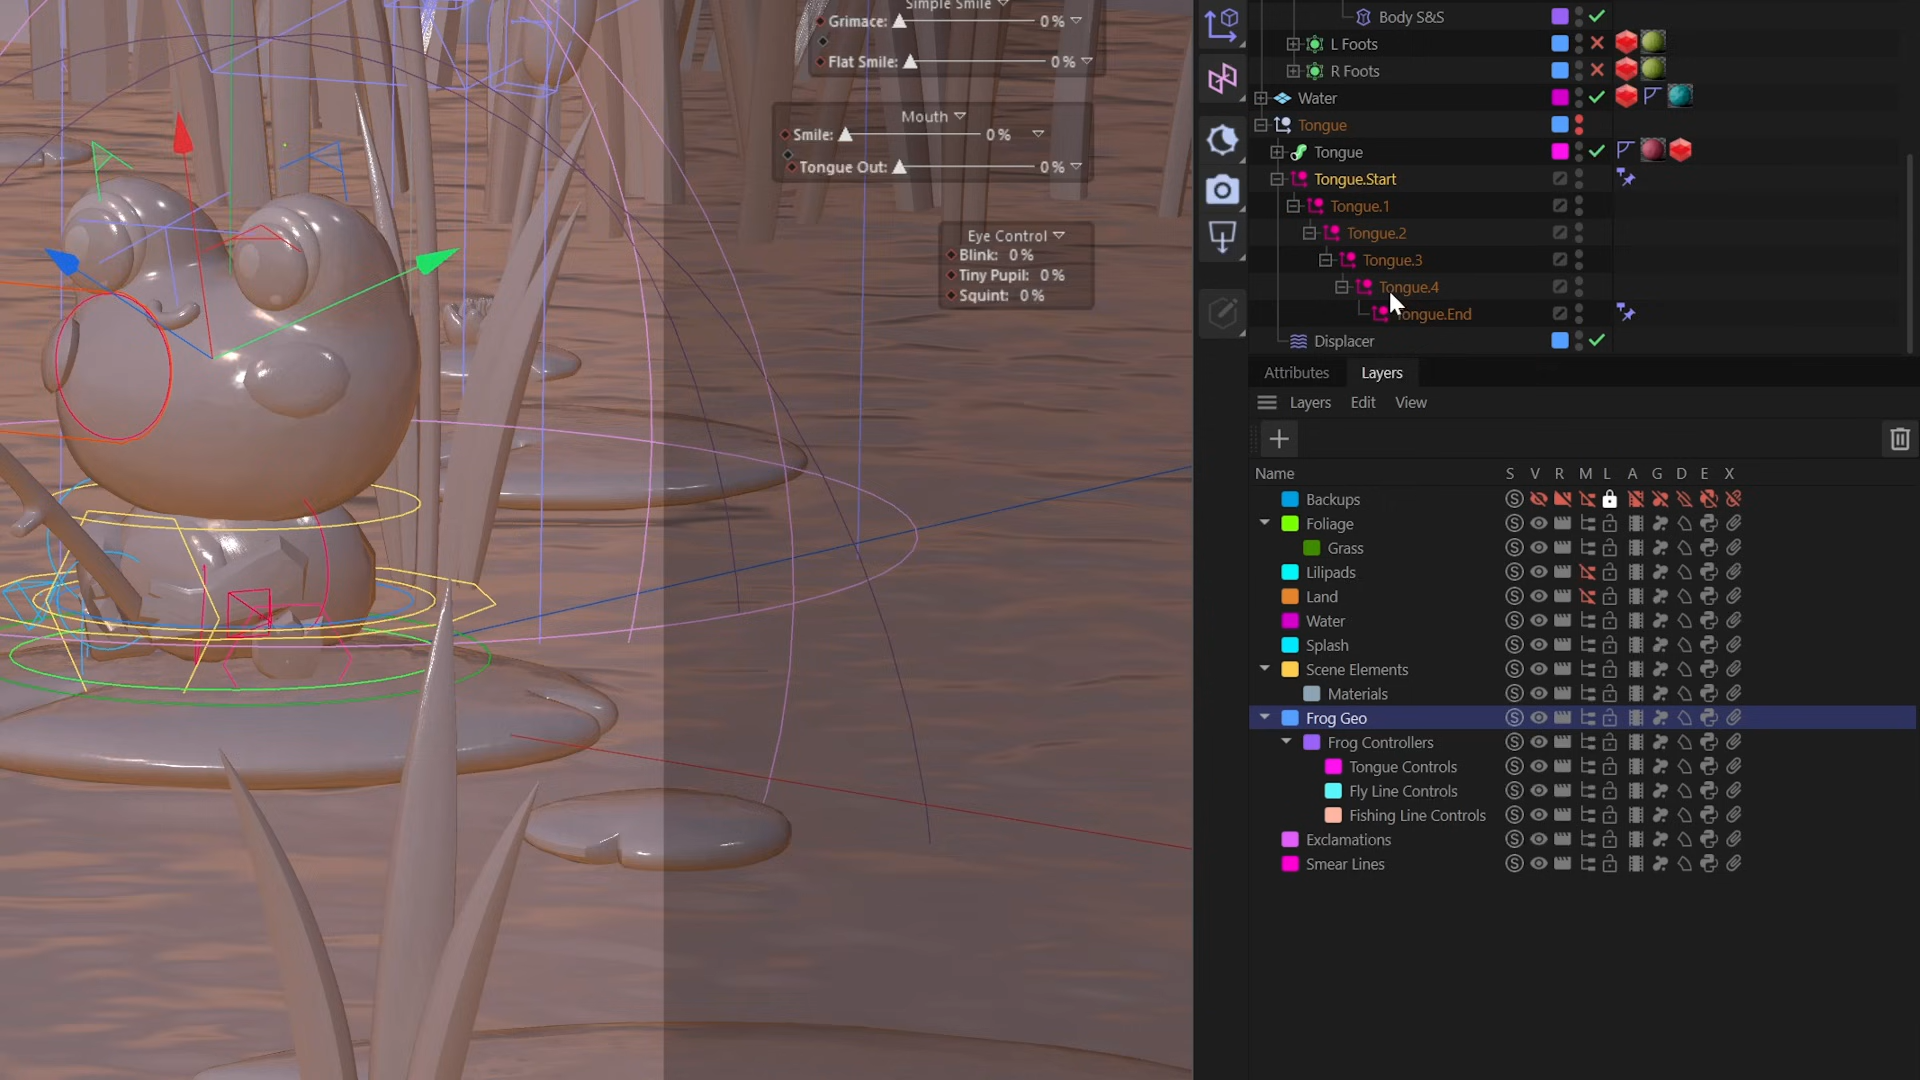 Simple Smile
Grimace: 0 %
Flat Smile: 0 %
Mouth
Smile: 0 %
Tongue Out: 0 %
Eye Control
Blink: 0 %
Tiny Pupil: 0 %
Squint: 0 %
Body S&S
L Foots
R Foots
Water
Tongue
Tongue
Tongue.Start
Tongue.1
Tongue.2
Tongue.3
Tongue.4
Tongue.End
Displacer
Attributes Layers
Layers Edit View
Name S V R M L A G D E X
Backups
Foliage
Grass
Lilipads
Land
Water
Splash
Scene Elements
Materials
Frog Geo
Frog Controllers
Tongue Controls
Fly Line Controls
Fishing Line Controls
Exclamations
Smear Lines